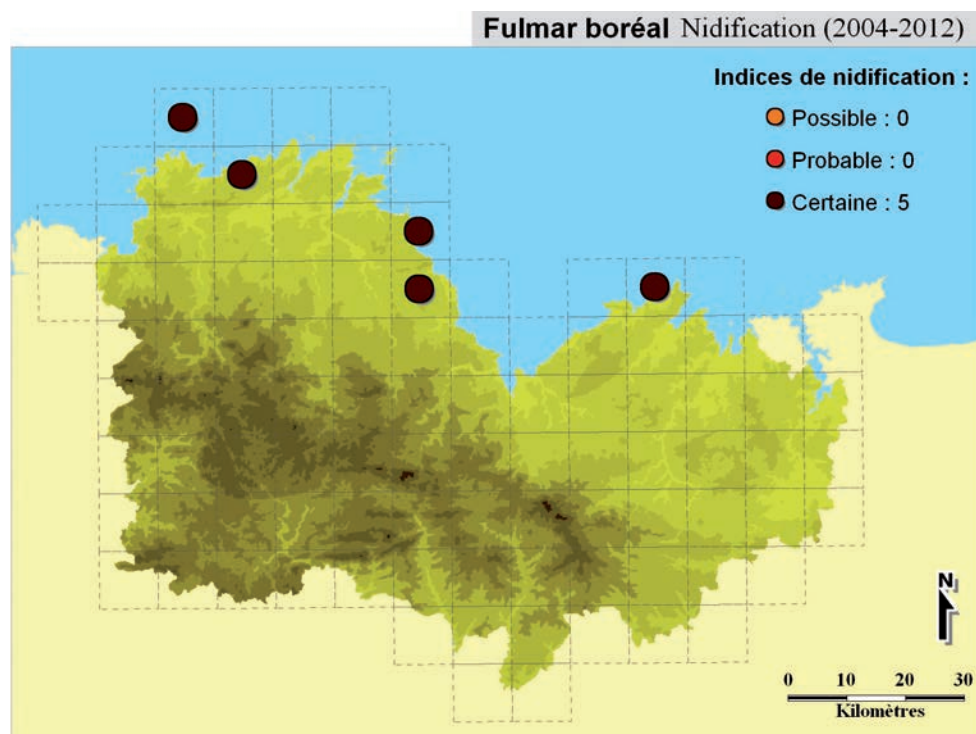 Fulmar boréal Nidification (2004-2012)
Indices de nidification :
Possible : 0
Probable : 0
Certaine : 5
N
0 10 20 30
Kilomètres